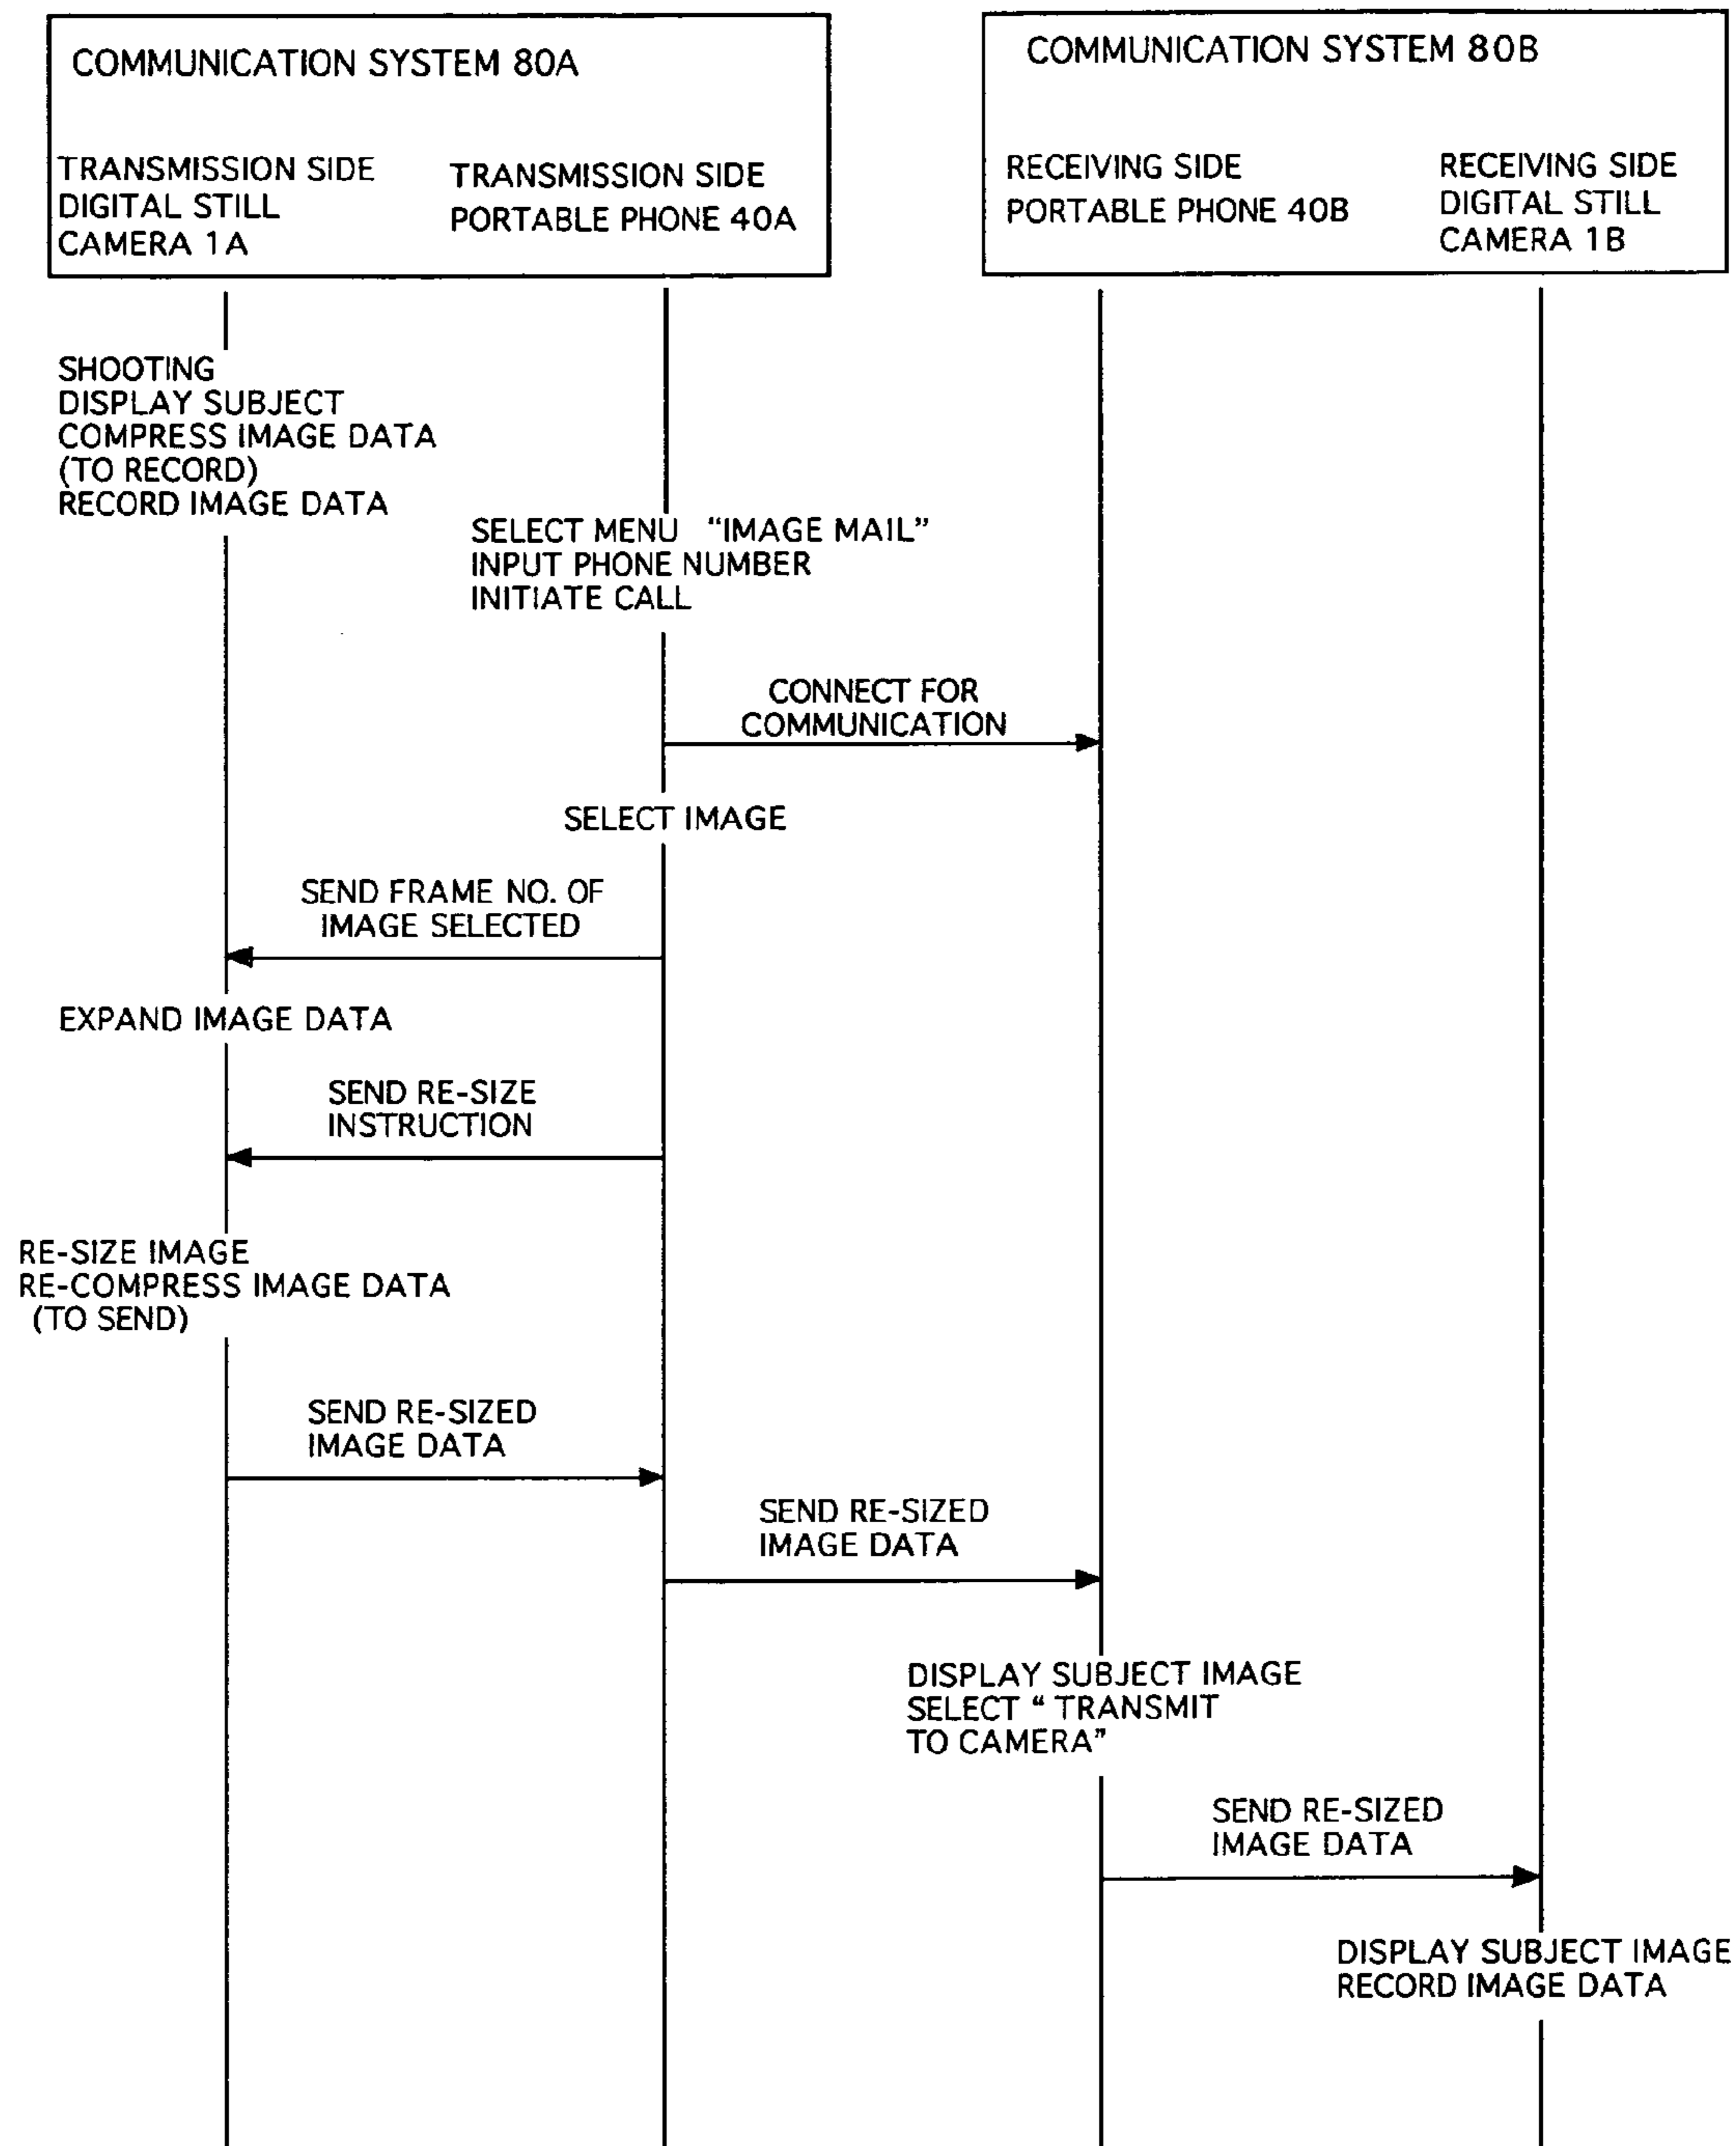 COMMUNICATION SYSTEM 80A
TRANSMISSION SIDE
DIGITAL STILL
CAMERA 1A
TRANSMISSION SIDE
PORTABLE PHONE 40A
COMMUNICATION SYSTEM 80B
RECEIVING SIDE
PORTABLE PHONE 40B
RECEIVING SIDE
DIGITAL STILL
CAMERA 1B
SHOOTING
DISPLAY SUBJECT
COMPRESS IMAGE DATA
(TO RECORD)
RECORD IMAGE DATA
SELECT MENU “IMAGE MAIL”
INPUT PHONE NUMBER
INITIATE CALL
CONNECT FOR
COMMUNICATION
SELECT IMAGE
SEND FRAME NO. OF
IMAGE SELECTED
EXPAND IMAGE DATA
SEND RE-SIZE
INSTRUCTION
RE-SIZE IMAGE
RE-COMPRESS IMAGE DATA
(TO SEND)
SEND RE-SIZED
IMAGE DATA
SEND RE-SIZED
IMAGE DATA
DISPLAY SUBJECT IMAGE
SELECT “ TRANSMIT
TO CAMERA”
SEND RE-SIZED
IMAGE DATA
DISPLAY SUBJECT IMAGE
RECORD IMAGE DATA